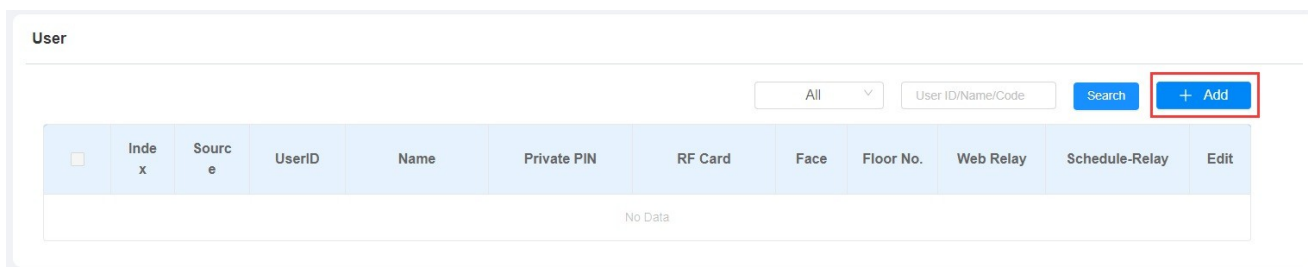 User
All User ID/Name/Code Search + Add
Inde
x Sourc
e UserID Name Private PIN RF Card Face Floor No. Web Relay Schedule-Relay Edit
No Data